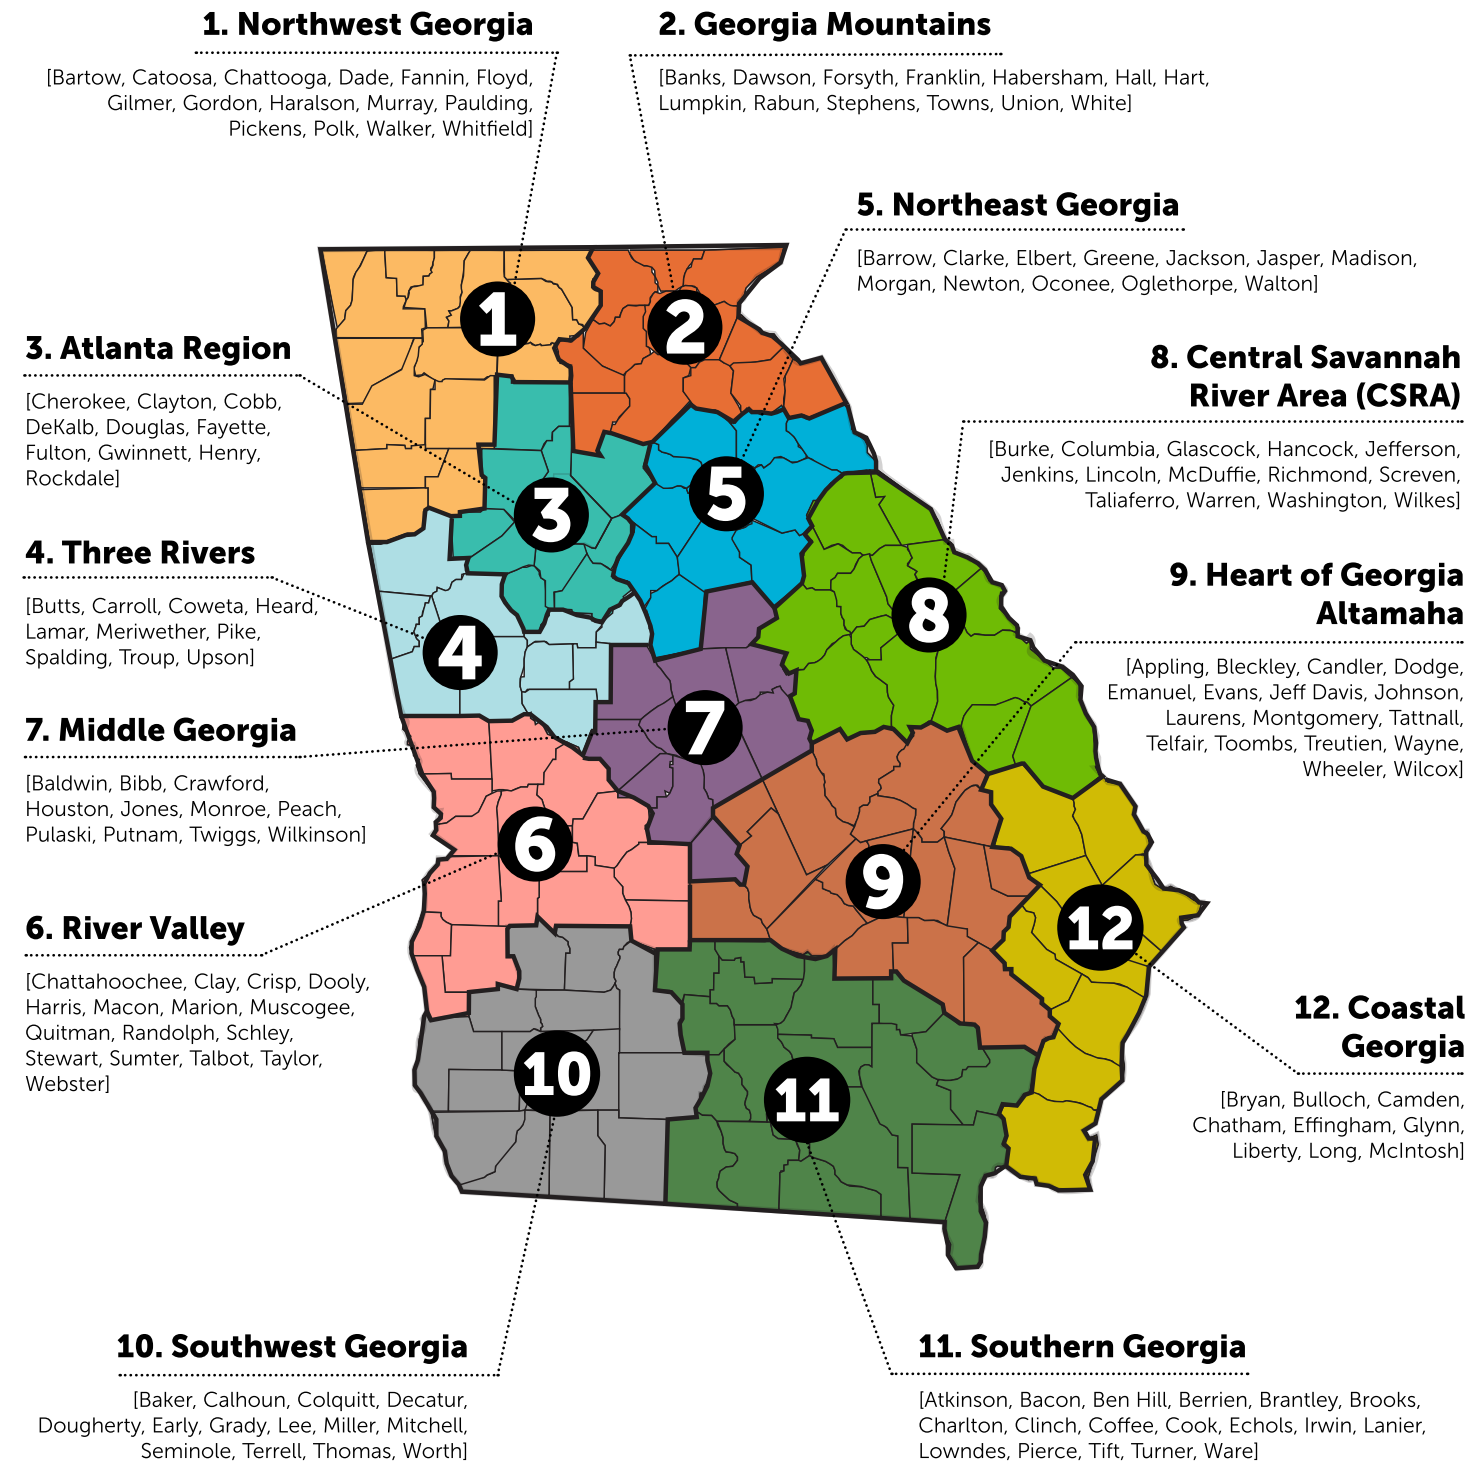 1. Northwest Georgia
[Bartow, Catoosa, Chattooga, Dade, Fannin, Floyd,
Gilmer, Gordon, Haralson, Murray, Paulding,
Pickens, Polk, Walker, Whitfield]
2. Georgia Mountains
[Banks, Dawson, Forsyth, Franklin, Habersham, Hall, Hart,
Lumpkin, Rabun, Stephens, Towns, Union, White]
5. Northeast Georgia
[Barrow, Clarke, Elbert, Greene, Jackson, Jasper, Madison,
Morgan, Newton, Oconee, Oglethorpe, Walton]
3. Atlanta Region
[Cherokee, Clayton, Cobb,
DeKalb, Douglas, Fayette,
Fulton, Gwinnett, Henry,
Rockdale]
8. Central Savannah
River Area (CSRA)
[Burke, Columbia, Glascock, Hancock, Jefferson,
Jenkins, Lincoln, McDuffie, Richmond, Screven,
Taliaferro, Warren, Washington, Wilkes]
4. Three Rivers
[Butts, Carroll, Coweta, Heard,
Lamar, Meriwether, Pike,
Spalding, Troup, Upson]
9. Heart of Georgia
Altamaha
[Appling, Bleckley, Candler, Dodge,
Emanuel, Evans, Jeff Davis, Johnson,
Laurens, Montgomery, Tattnall,
Telfair, Toombs, Treutien, Wayne,
Wheeler, Wilcox]
7. Middle Georgia
[Baldwin, Bibb, Crawford,
Houston, Jones, Monroe, Peach,
Pulaski, Putnam, Twiggs, Wilkinson]
6. River Valley
[Chattahoochee, Clay, Crisp, Dooly,
Harris, Macon, Marion, Muscogee,
Quitman, Randolph, Schley,
Stewart, Sumter, Talbot, Taylor,
Webster]
12. Coastal
Georgia
[Bryan, Bulloch, Camden,
Chatham, Effingham, Glynn,
Liberty, Long, McIntosh]
10. Southwest Georgia
[Baker, Calhoun, Colquitt, Decatur,
Dougherty, Early, Grady, Lee, Miller, Mitchell,
Seminole, Terrell, Thomas, Worth]
11. Southern Georgia
[Atkinson, Bacon, Ben Hill, Berrien, Brantley, Brooks,
Charlton, Clinch, Coffee, Cook, Echols, Irwin, Lanier,
Lowndes, Pierce, Tift, Turner, Ware]
1
2
3
4
5
6
7
8
9
10
11
12